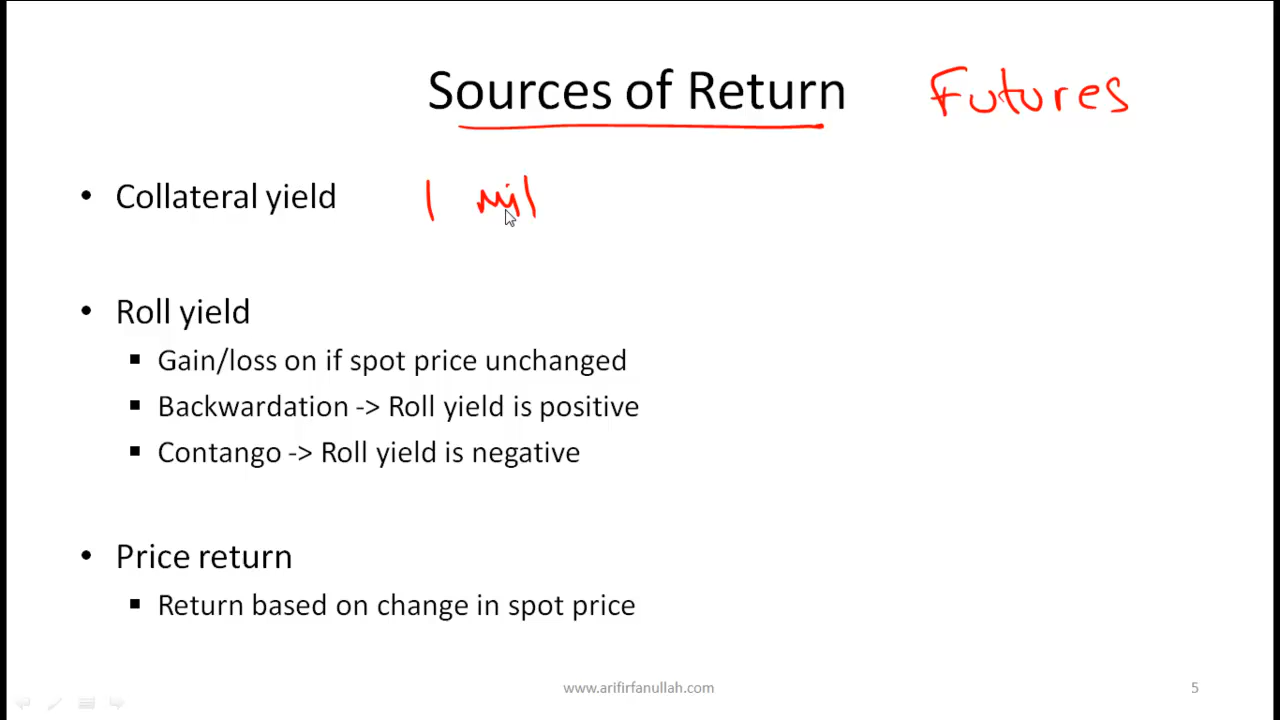 Sources of Return Futures
• Collateral yield 1 mil
• Roll yield
▪ Gain/loss on if spot price unchanged
▪ Backwardation -> Roll yield is positive
▪ Contango -> Roll yield is negative
• Price return
▪ Return based on change in spot price
www.arifirfanullah.com 5